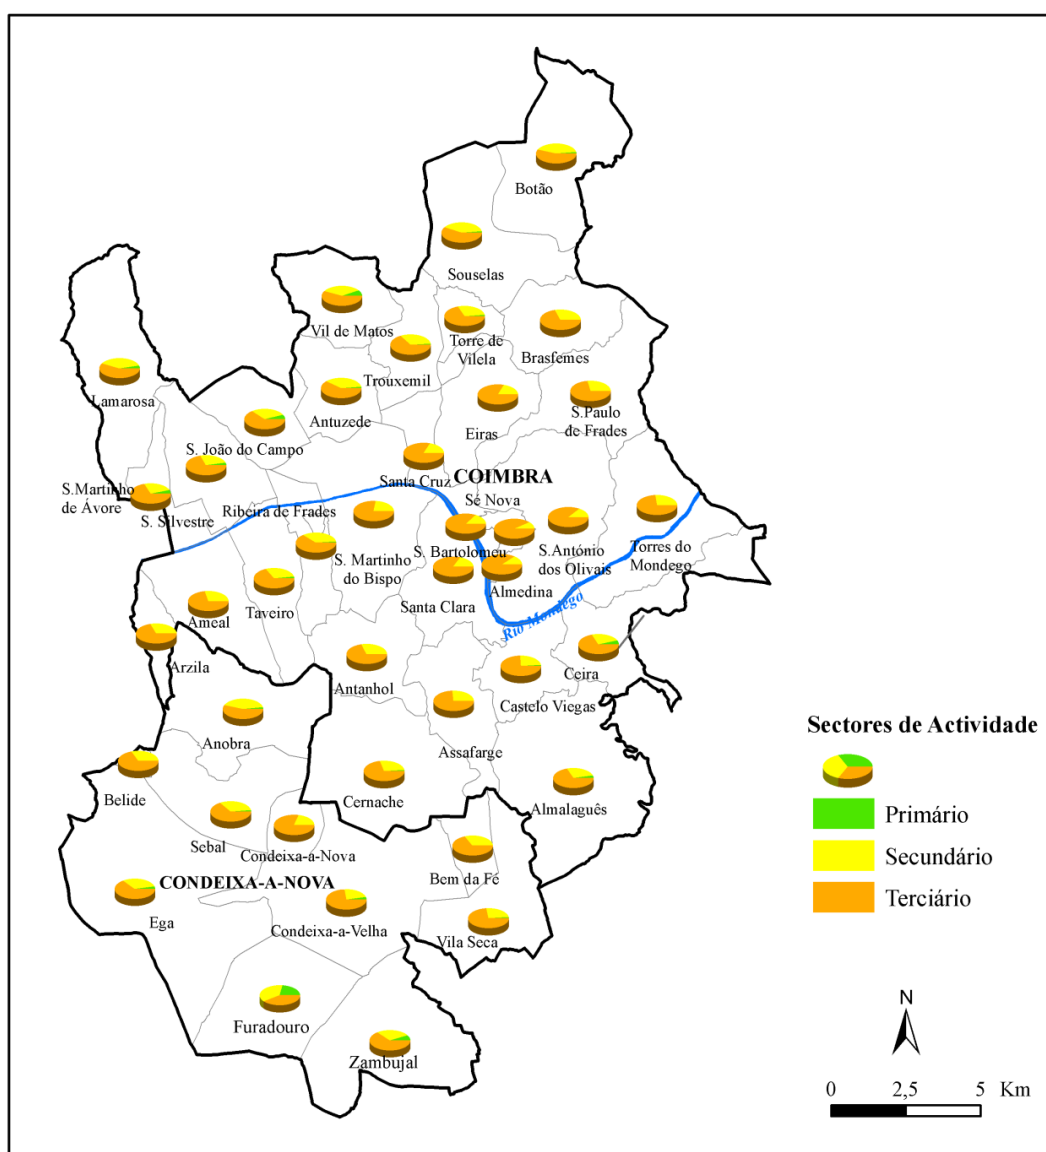 Botão
Souselas
Vil de Matos
Torre de
Vilela
Brasfemes
Trouxemil
Lamarosa
Antuzede
Eiras
S.Paulo
de Frades
S. João do Campo
Santa Cruz
COIMBRA
S.Martinho
de Ávore
S. Silvestre
Ribeira de Frades
Sé Nova
S. Martinho
do Bispo
S. Bartolomeu
S.António
dos Olivais
Torres do
Mondego
Almedina
Santa Clara
Taveiro
Ameal
Rio Mondego
Arzila
Antanhol
Castelo Viegas
Ceira
Anobra
Assafarge
Belide
Cernache
Almalaguês
Sebal
Condeixa-a-Nova
Bem da Fé
CONDEIXA-A-NOVA
Ega
Condeixa-a-Velha
Vila Seca
Furadouro
Zambujal
Sectores de Actividade
Primário
Secundário
Terciário
N
0 2,5 5 Km